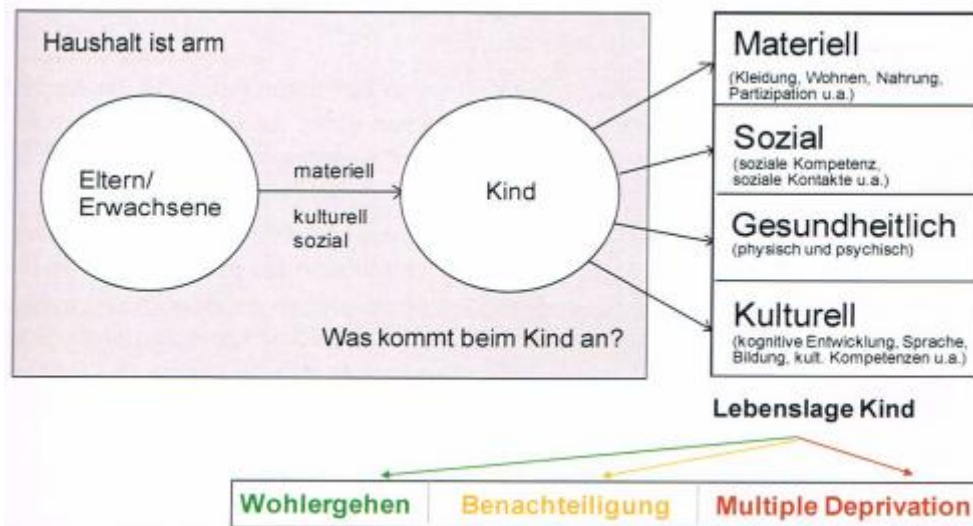 Haushalt ist arm
Eltern/
Erwachsene
materiell
kulturell
sozial
Kind
Was kommt beim Kind an?
Materiell
(Kleidung, Wohnen, Nahrung,
Partizipation u.a.)
Sozial
(soziale Kompetenz,
soziale Kontakte u.a.)
Gesundheitlich
(physisch und psychisch)
Kulturell
(kognitive Entwicklung, Sprache,
Bildung, kult. Kompetenzen u.a.)
Lebenslage Kind
Wohlergehen Benachteiligung Multiple Deprivation